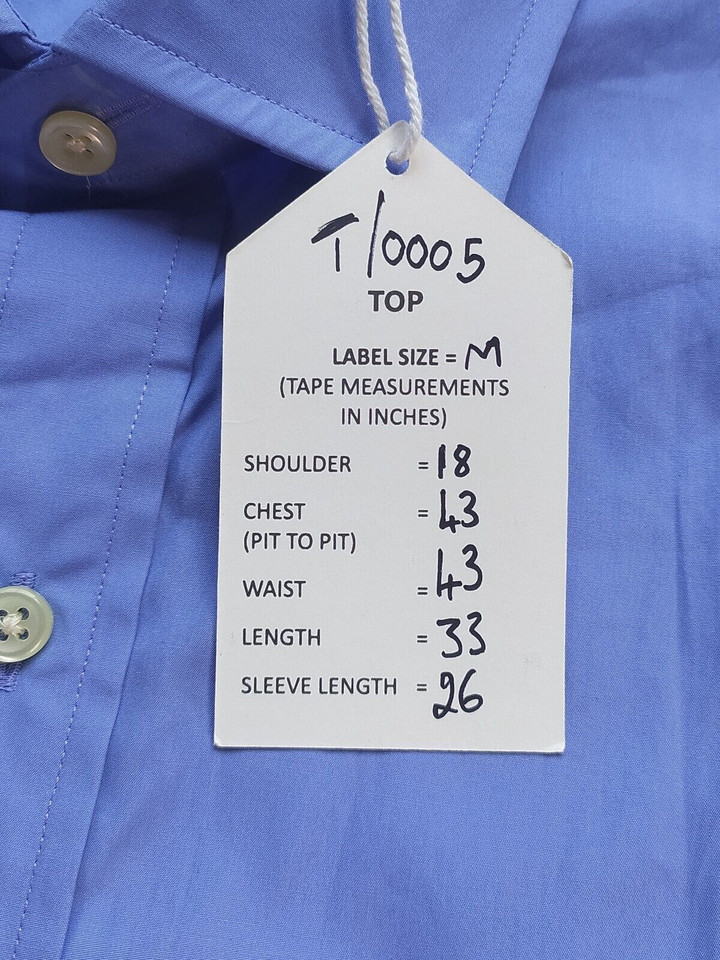 T/0005
TOP
LABEL SIZE = M
(TAPE MEASUREMENTS
IN INCHES)
SHOULDER = 18
CHEST = 43
(PIT TO PIT)
WAIST = 43
LENGTH = 33
SLEEVE LENGTH = 26